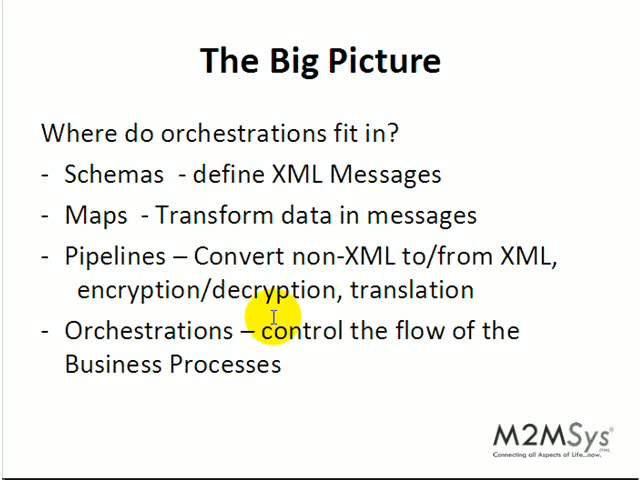 The Big Picture
Where do orchestrations fit in?
- Schemas - define XML Messages
- Maps - Transform data in messages
- Pipelines – Convert non-XML to/from XML,
encryption/decryption, translation
- Orchestrations – control the flow of the
Business Processes
M2MSys®
Connecting all Aspects of Life...now. (TM)